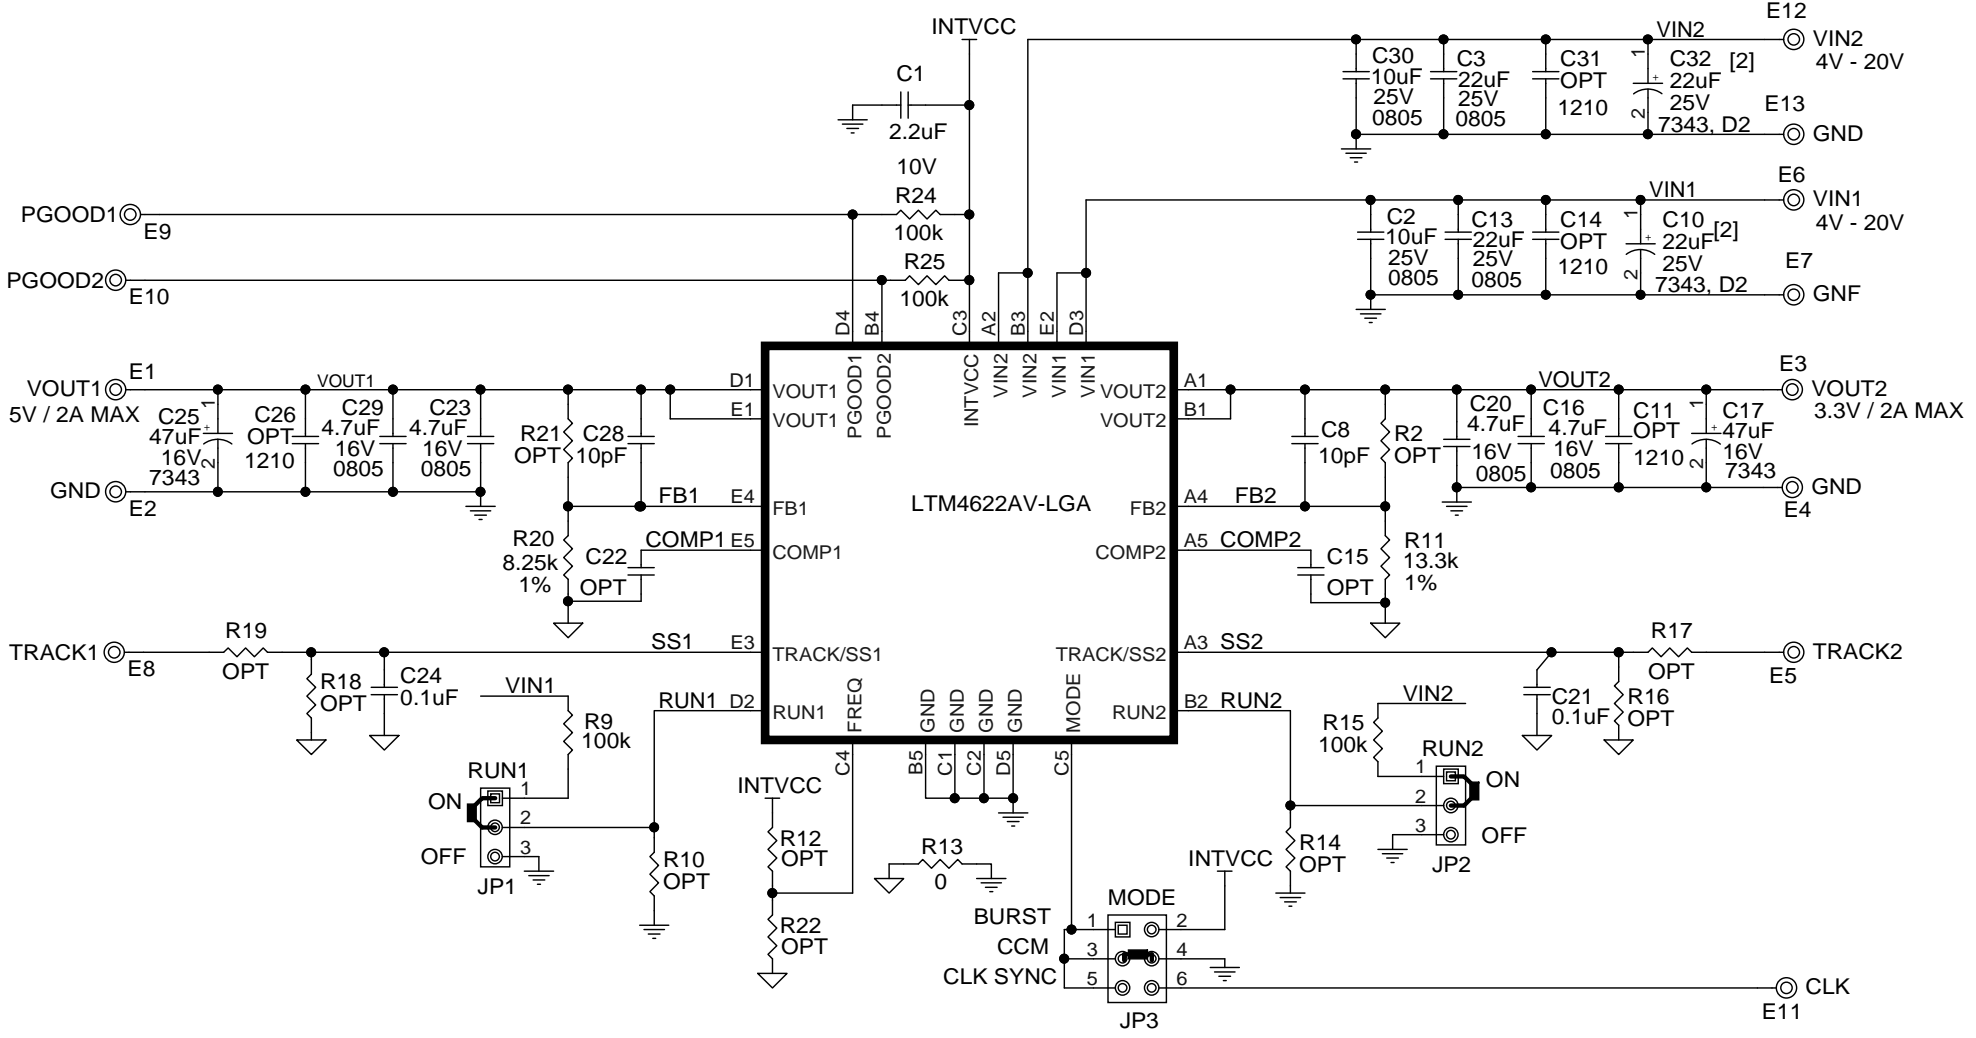 INTVCC
C1
2.2uF
10V
E12
VIN2
VIN2
4V - 20V
C30
10uF
25V
0805
C3
22uF
25V
0805
C31
OPT
1210
1
+
2
C32
22uF
25V
7343, D2
[2]
E13
GND
E6
VIN1
VIN1
4V - 20V
C2
10uF
25V
0805
C13
22uF
25V
0805
C14
OPT
1210
1
+
2
C10
22uF
25V
7343, D2
[2]
E7
GNF
PGOOD1
E9
R24
100k
PGOOD2
E10
R25
100k
D4
B4
C3
A2
B3
E2
D3
PGOOD1
PGOOD2
INTVCC
VIN2
VIN2
VIN1
VIN1
VOUT1
E1
5V / 2A MAX
VOUT1
1
+
2
C25
47uF
16V
7343
C26
OPT
1210
C29
4.7uF
16V
0805
C23
4.7uF
16V
0805
R21
OPT
C28
10pF
GND
E2
D1
VOUT1
E1
VOUT1
FB1
E4
FB1
R20
8.25k
1%
C22
OPT
COMP1
E5
COMP1
LTM4622AV-LGA
VOUT2
A1
VOUT2
B1
C8
10pF
R2
OPT
C20
4.7uF
16V
0805
VOUT2
C16
4.7uF
16V
0805
C11
OPT
1210
1
+
2
C17
47uF
16V
7343
E3
VOUT2
3.3V / 2A MAX
GND
E4
FB2
A4
FB2
COMP2
A5
COMP2
C15
OPT
R11
13.3k
1%
TRACK1
E8
R19
OPT
R18
OPT
C24
0.1uF
SS1
E3
TRACK/SS1
TRACK/SS2
A3
SS2
R17
OPT
TRACK2
E5
C21
0.1uF
R16
OPT
VIN1
R9
100k
RUN1
D2
RUN1
FREQ
GND
GND
GND
GND
MODE
RUN2
B2
RUN2
VIN2
R15
100k
C4
B5
C1
C2
D5
C5
RUN1
ON
1
2
OFF
3
JP1
R10
OPT
INTVCC
R12
OPT
R22
OPT
R13
0
RUN2
1
ON
2
3
OFF
JP2
R14
OPT
INTVCC
MODE
BURST
1
2
CCM
3
4
CLK SYNC
5
6
JP3
CLK
E11